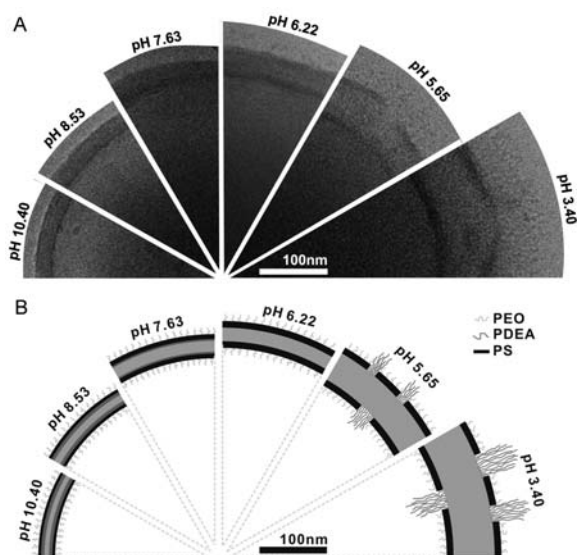 A
pH 10.40
pH 8.53
pH 7.63
pH 6.22
pH 5.65
pH 3.40
100nm
B
PEO
PDEA
PS
pH 10.40
pH 8.53
pH 7.63
pH 6.22
pH 5.65
pH 3.40
100nm